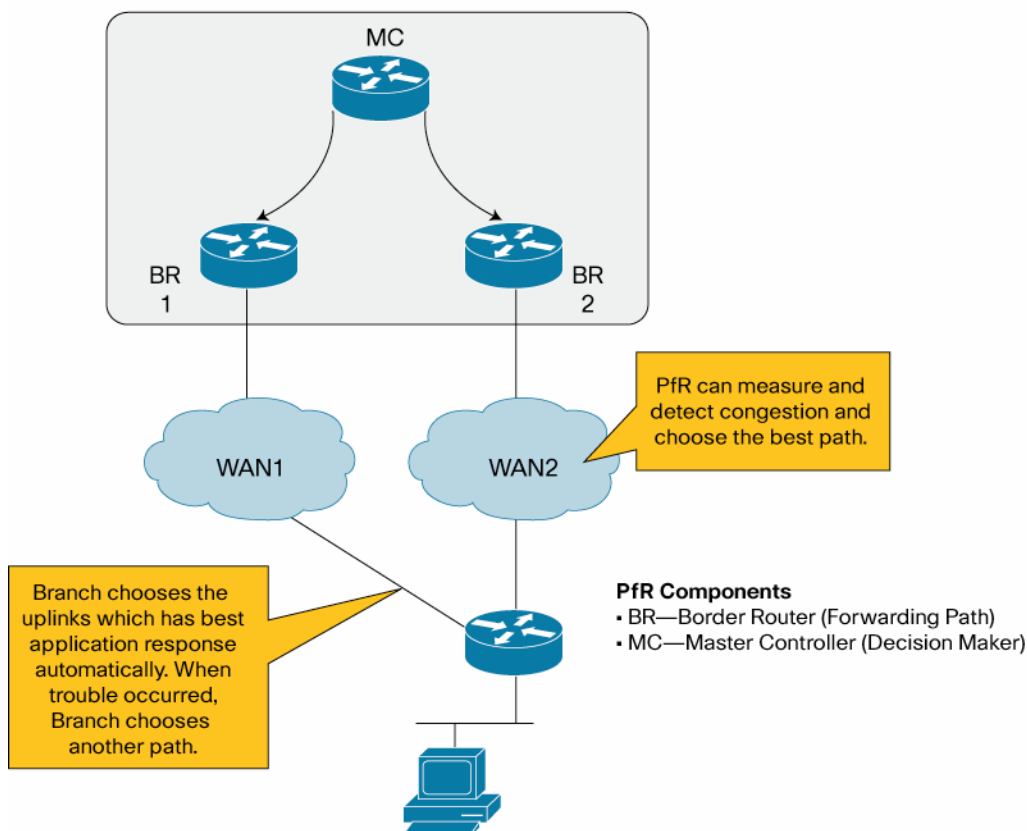 MC
BR
1
BR
2
WAN1
WAN2
PfR can measure and
detect congestion and
choose the best path.
Branch chooses the
uplinks which has best
application response
automatically. When
trouble occurred,
Branch chooses
another path.
PfR Components
▪ BR—Border Router (Forwarding Path)
▪ MC—Master Controller (Decision Maker)